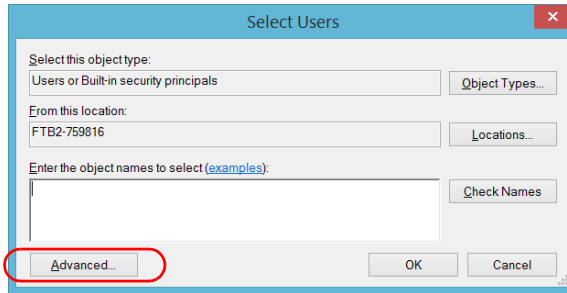 Select Users
Select this object type:
Users or Built-in security principals
Object Types...
From this location:
FTB2-759816
Locations...
Enter the object names to select (examples):
Check Names
Advanced...
OK
Cancel